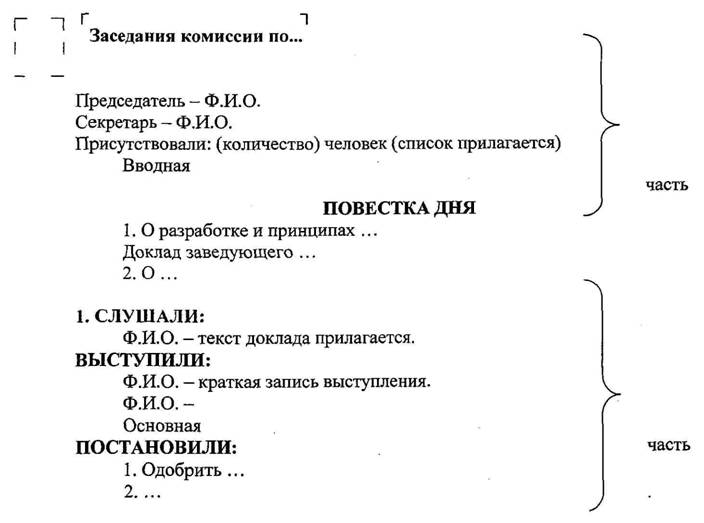 Заседания комиссии по...
Председатель – Ф.И.О.
Секретарь – Ф.И.О.
Присутствовали: (количество) человек (список прилагается)
Вводная
часть
ПОВЕСТКА ДНЯ
1. О разработке и принципах …
Доклад заведующего …
2. О …
1. СЛУШАЛИ:
Ф.И.О. – текст доклада прилагается.
ВЫСТУПИЛИ:
Ф.И.О. – краткая запись выступления.
Ф.И.О. –
Основная
ПОСТАНОВИЛИ:
часть
1. Одобрить …
2. …